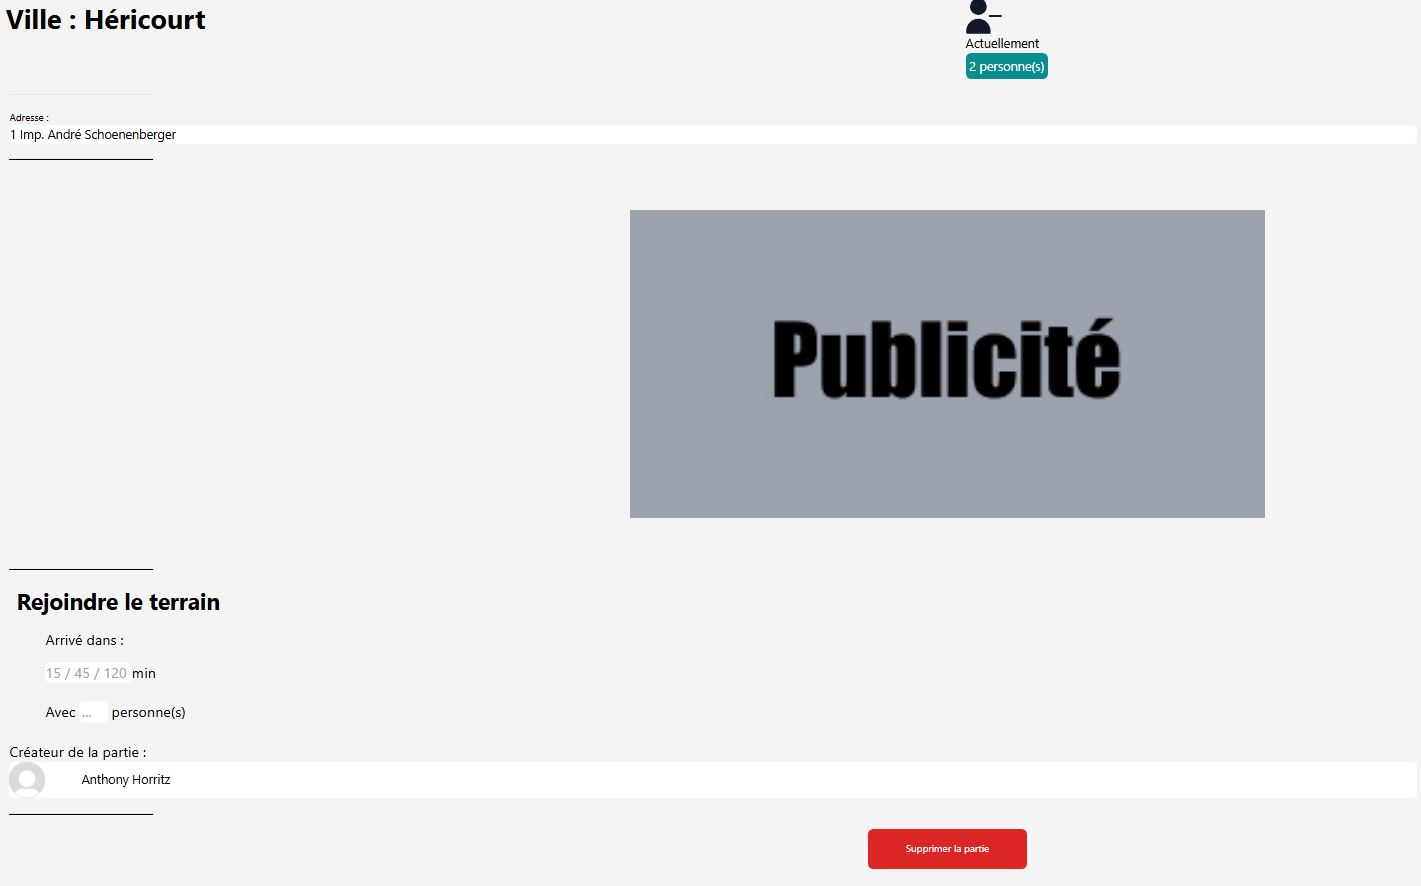 Ville : Héricourt
Actuellement
2 personne(s)
Adresse :
1 Imp. André Schoenenberger
Publicité
Rejoindre le terrain
Arrivé dans :
15 / 45 / 120 min
Avec ... personne(s)
Créateur de la partie :
Anthony Horritz
Supprimer la partie